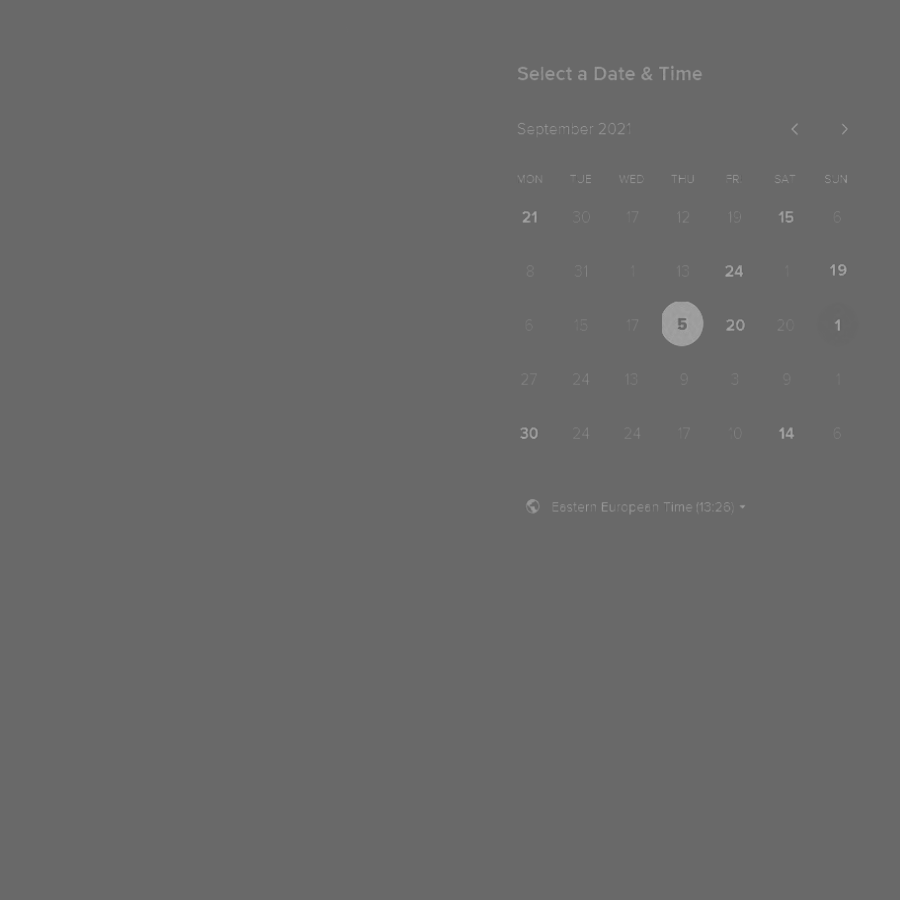 Select a Date & Time
September 2021
MON TUE WED THU FRI SAT SUN
21 30 17 12 19 15 6
8 31 1 13 24 1 19
6 15 17 5 20 20 1
27 24 13 9 3 9 1
30 24 24 17 10 14 6
Eastern European Time (13:26)